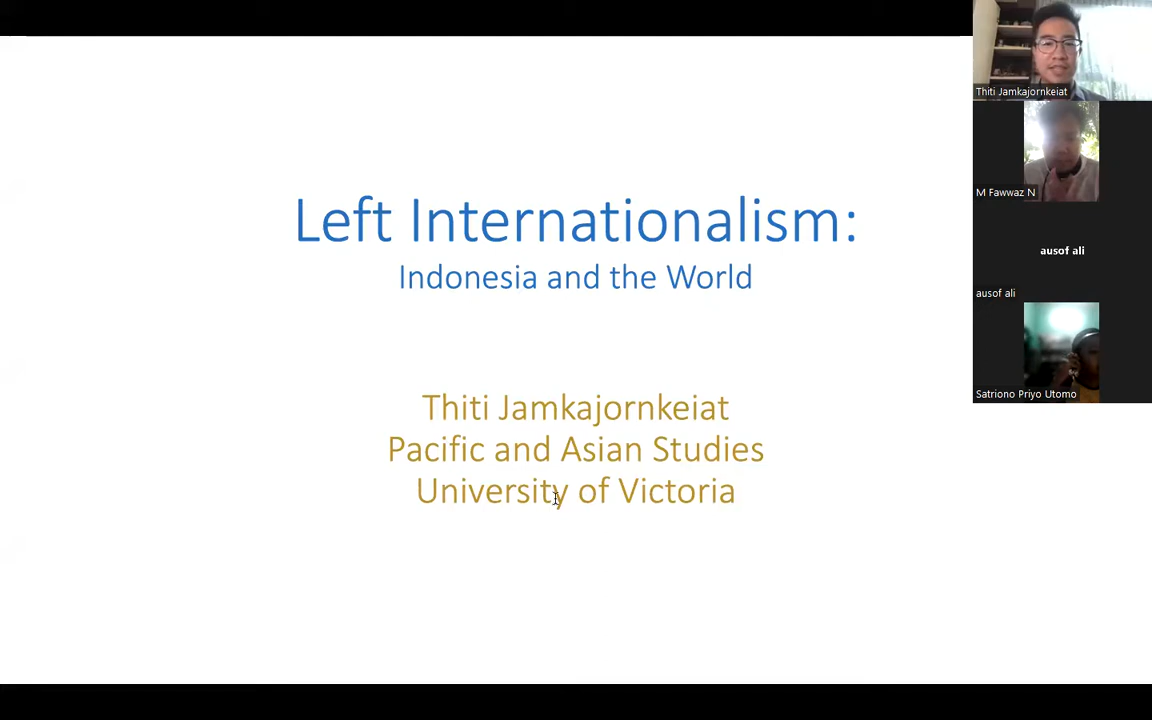 Left Internationalism:
Indonesia and the World
Thiti Jamkajornkeiat
Pacific and Asian Studies
University of Victoria
Thiti Jamkajornkeiat
M Fawwaz N
ausof ali
ausof ali
Satriono Priyo Utomo